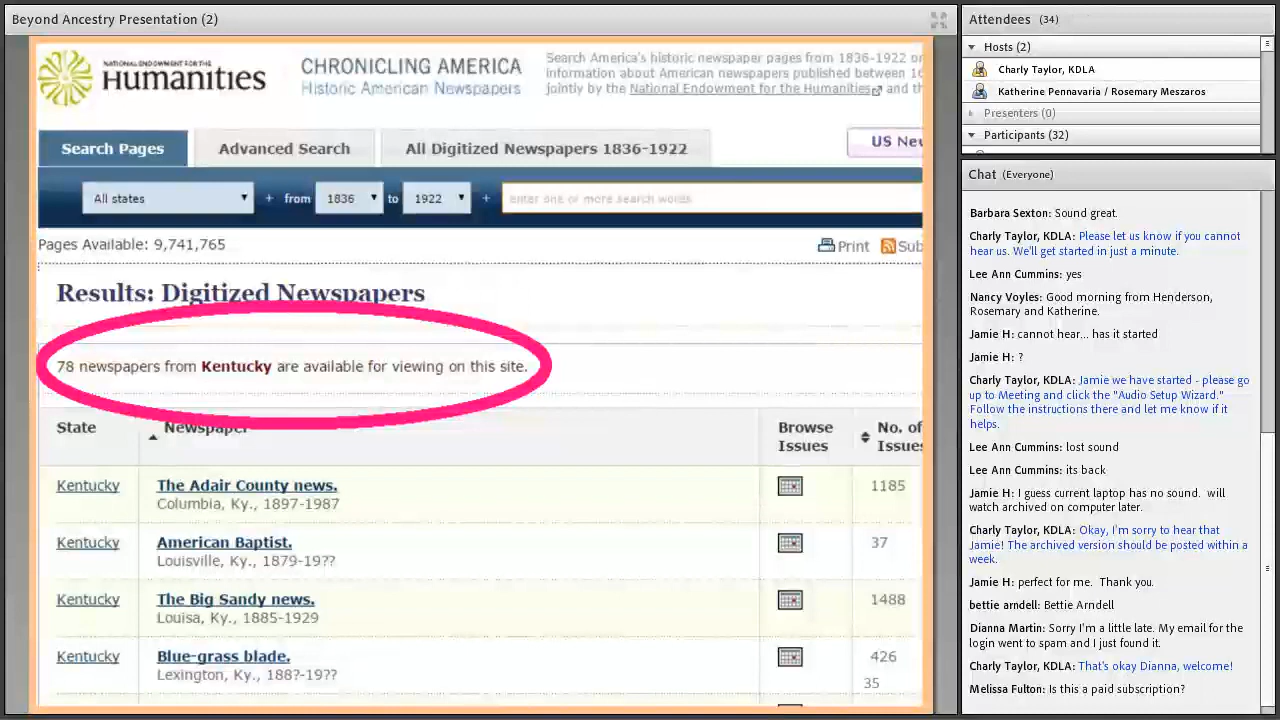 Beyond Ancestry Presentation (2)
NATIONAL ENDOWMENT FOR THE
Humanities
CHRONICLING AMERICA
Historic American Newspapers
Search America's historic newspaper pages from 1836-1922 or
information about American newspapers published between 16
jointly by the National Endowment for the Humanities and th
Search Pages
Advanced Search
All Digitized Newspapers 1836-1922
US Nev
All states + from 1836 to 1922 + enter one or more search words
Pages Available: 9,741,765
Print
Sub
Results: Digitized Newspapers
78 newspapers from Kentucky are available for viewing on this site.
State
Newspaper
Browse
Issues
No. of
Issues
Kentucky
The Adair County news.
Columbia, Ky., 1897-1987
1185
Kentucky
American Baptist.
Louisville, Ky., 1879-19??
37
Kentucky
The Big Sandy news.
Louisa, Ky., 1885-1929
1488
Kentucky
Blue-grass blade.
Lexington, Ky., 188?-19??
426
35
Attendees (34)
Hosts (2)
Charly Taylor, KDLA
Katherine Pennavaria / Rosemary Meszaros
Presenters (0)
Participants (32)
Chat (Everyone)
Barbara Sexton: Sound great.
Charly Taylor, KDLA: Please let us know if you cannot
hear us. We'll get started in just a minute.
Lee Ann Cummins: yes
Nancy Voyles: Good morning from Henderson,
Rosemary and Katherine.
Jamie H: cannot hear... has it started
Jamie H: ?
Charly Taylor, KDLA: Jamie we have started - please go
up to Meeting and click the "Audio Setup Wizard."
Follow the instructions there and let me know if it
helps.
Lee Ann Cummins: lost sound
Lee Ann Cummins: its back
Jamie H: I guess current laptop has no sound. will
watch archived on computer later.
Charly Taylor, KDLA: Okay, I'm sorry to hear that
Jamie! The archived version should be posted within a
week.
Jamie H: perfect for me. Thank you.
bettie arndell: Bettie Arndell
Dianna Martin: Sorry I'm a little late. My email for the
login went to spam and I just found it.
Charly Taylor, KDLA: That's okay Dianna, welcome!
Melissa Fulton: Is this a paid subscription?